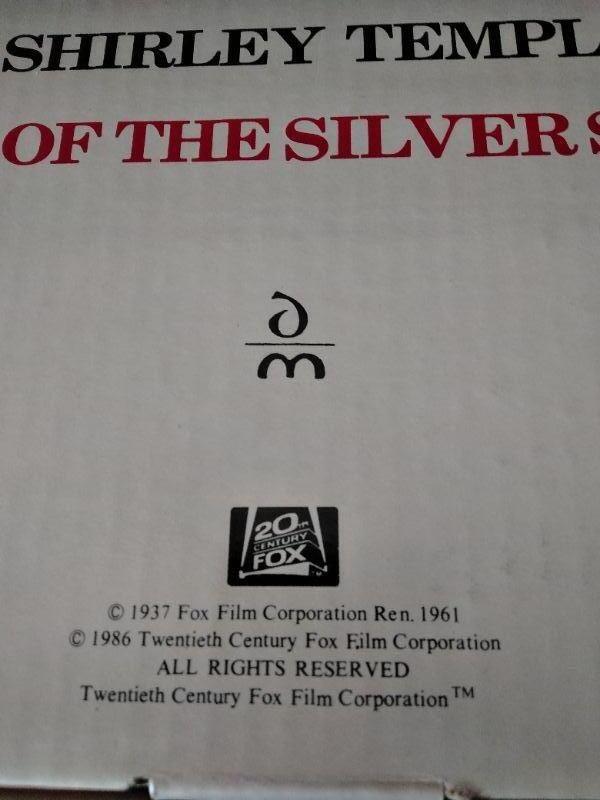 SHIRLEY TEMPL
OF THE SILVER S
∂
m
20TH
CENTURY
FOX
© 1937 Fox Film Corporation Ren. 1961
© 1986 Twentieth Century Fox Film Corporation
ALL RIGHTS RESERVED
Twentieth Century Fox Film Corporation™